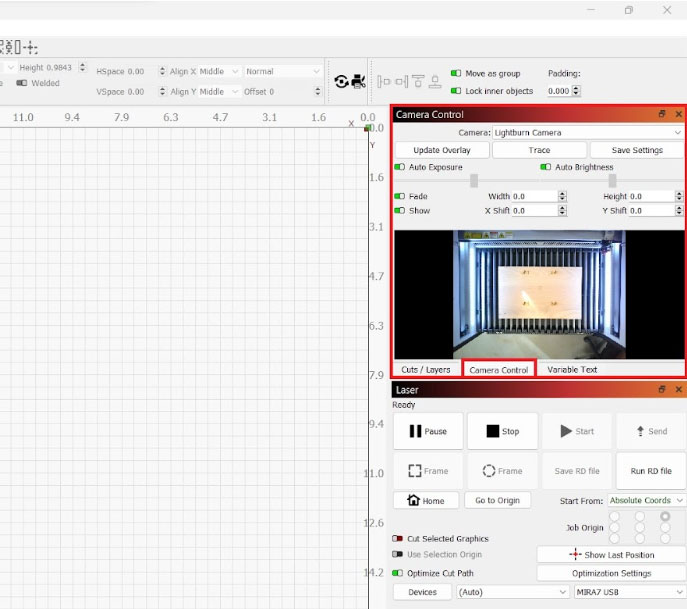 Height 0.9843
HSpace 0.00
Align X Middle
Normal
Move as group
Padding:
Welded
VSpace 0.00
Align Y Middle
Offset 0
Lock inner objects
0.000
11.0 9.4 7.9 6.3 4.7 3.1 1.6 0.0
X
Y
0.0
1.6
3.1
4.7
6.3
7.9
9.4
11.0
12.6
14.2
Camera Control
Camera: Lightburn Camera
Update Overlay Trace Save Settings
Auto Exposure Auto Brightness
Fade Width 0.0 Height 0.0
Show X Shift 0.0 Y Shift 0.0
Cuts / Layers Camera Control Variable Text
Laser
Ready
Pause Stop Start Send
Frame Frame Save RD file Run RD file
Home Go to Origin Start From: Absolute Coords
Job Origin
Cut Selected Graphics
Use Selection Origin Show Last Position
Optimize Cut Path Optimization Settings
Devices (Auto) MIRA7 USB